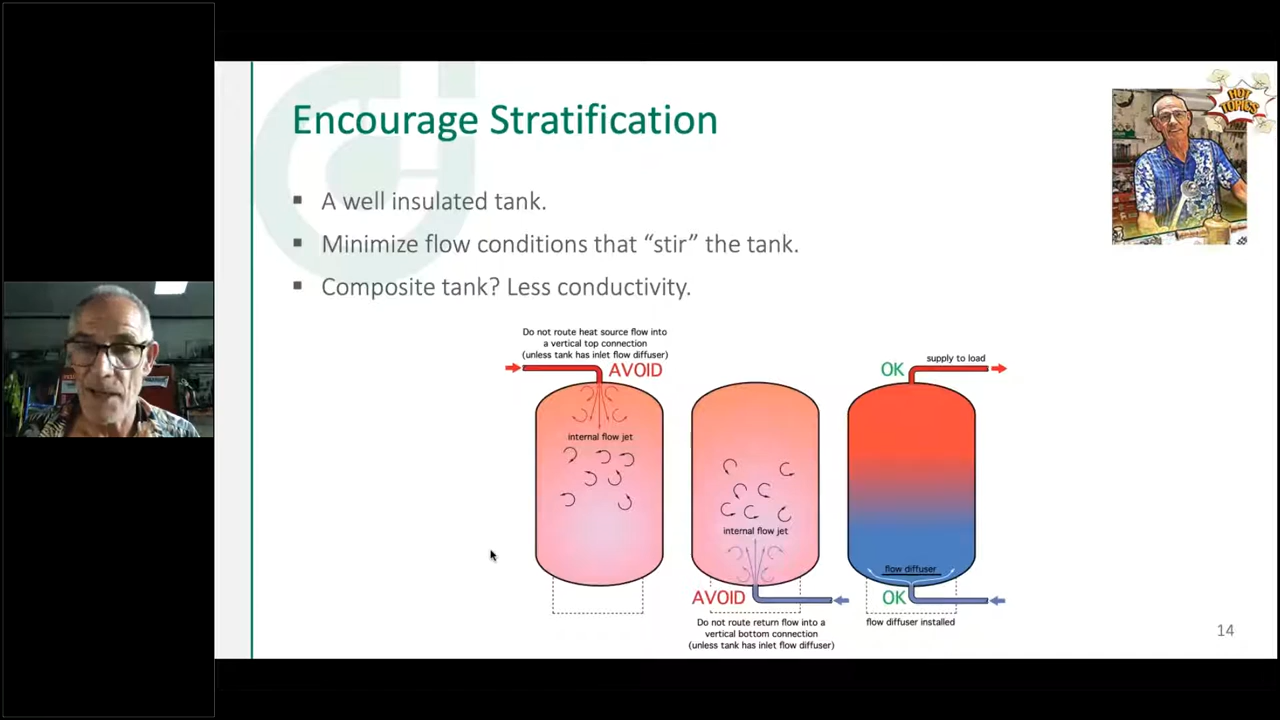 Encourage Stratification
HOT
TOPICS
▪ A well insulated tank.
▪ Minimize flow conditions that “stir” the tank.
▪ Composite tank? Less conductivity.
Do not route heat source flow into
a vertical top connection
(unless tank has inlet flow diffuser)
AVOID
internal flow jet
internal flow jet
AVOID
Do not route return flow into a
vertical bottom connection
(unless tank has inlet flow diffuser)
OK
supply to load
flow diffuser
OK
flow diffuser installed
14